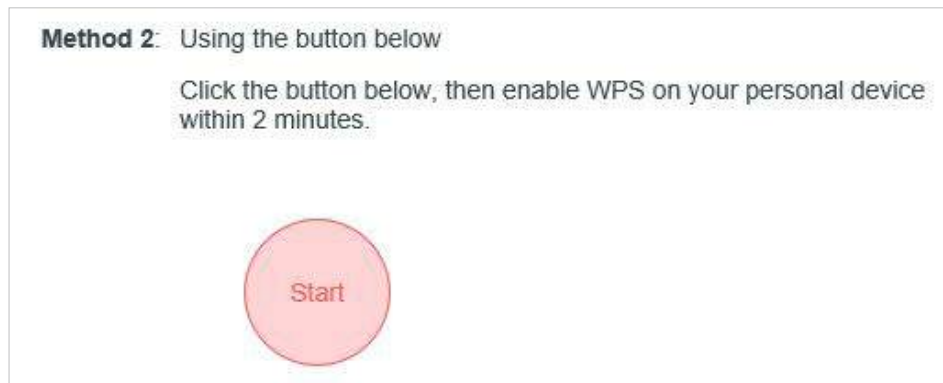 Method 2: Using the button below
Click the button below, then enable WPS on your personal device
within 2 minutes.
Start